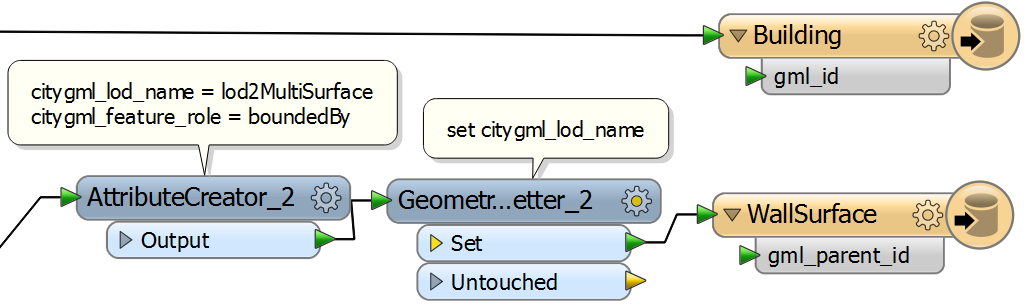 Building
gml_id
citygml_lod_name = lod2MultiSurface
citygml_feature_role = boundedBy
set citygml_lod_name
AttributeCreator_2
Output
Geometr...etter_2
Set
Untouched
WallSurface
gml_parent_id